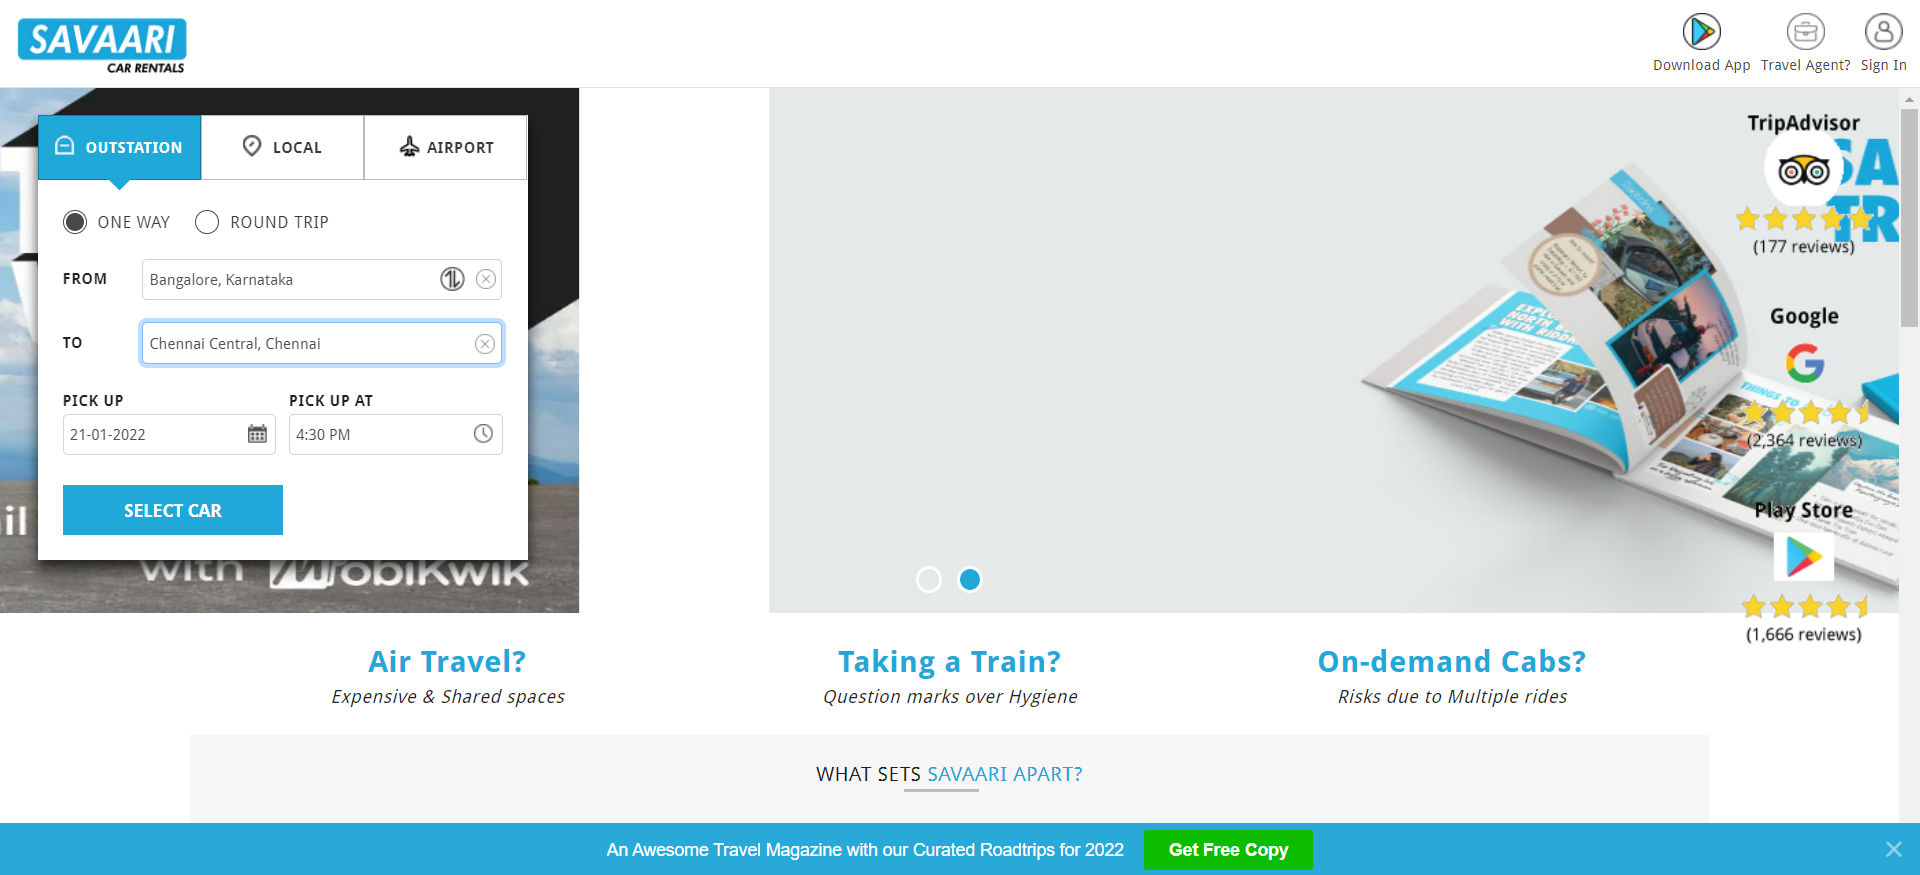 SAVAARI
CAR RENTALS
Download App
Travel Agent?
Sign In
OUTSTATION
LOCAL
AIRPORT
ONE WAY
ROUND TRIP
FROM
Bangalore, Karnataka
TO
Chennai Central, Chennai
PICK UP
PICK UP AT
21-01-2022
4:30 PM
SELECT CAR
with MobiKwik
TripAdvisor
SA
TR
(177 reviews)
Google
(2,364 reviews)
Play Store
(1,666 reviews)
THINGS TO
Air Travel?
Expensive & Shared spaces
Taking a Train?
Question marks over Hygiene
On-demand Cabs?
Risks due to Multiple rides
WHAT SETS SAVAARI APART?
An Awesome Travel Magazine with our Curated Roadtrips for 2022
Get Free Copy